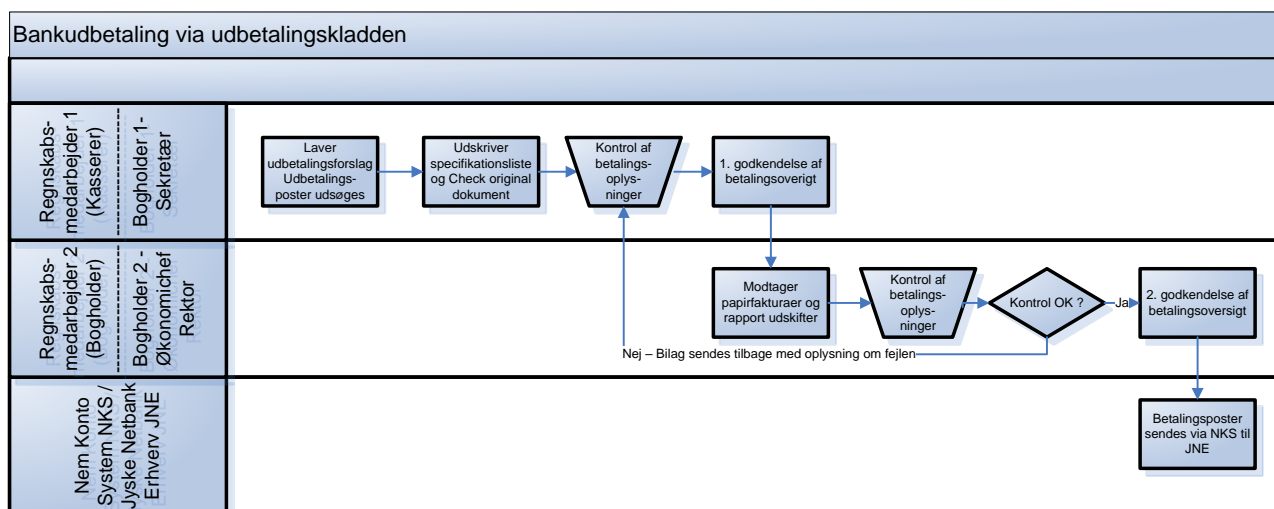 Bankudbetaling via udbetalingskladden
Regnskabs-
medarbejder 1
(Kasserer)
Bogholder 1-
Sekretær
Laver
udbetalingsforslag
Udbetalings-
poster udsøges
Udskriver
specifikationsliste
og Check original
dokument
Kontrol af
betalings-
oplys-
ninger
1. godkendelse af
betalingsoverigt
Regnskabs-
medarbejder 2
(Bogholder)
Bogholder 2 -
Økonomichef
Rektor
Modtager
papirfakturaer og
rapport udskifter
Kontrol af
betalings-
oplys-
ninger
Kontrol OK ?
Ja
2. godkendelse af
betalingsoversigt
Nej – Bilag sendes tilbage med oplysning om fejlen
Nem Konto
System NKS /
Jyske Netbank
Erhverv JNE
Betalingsposter
sendes via NKS til
JNE